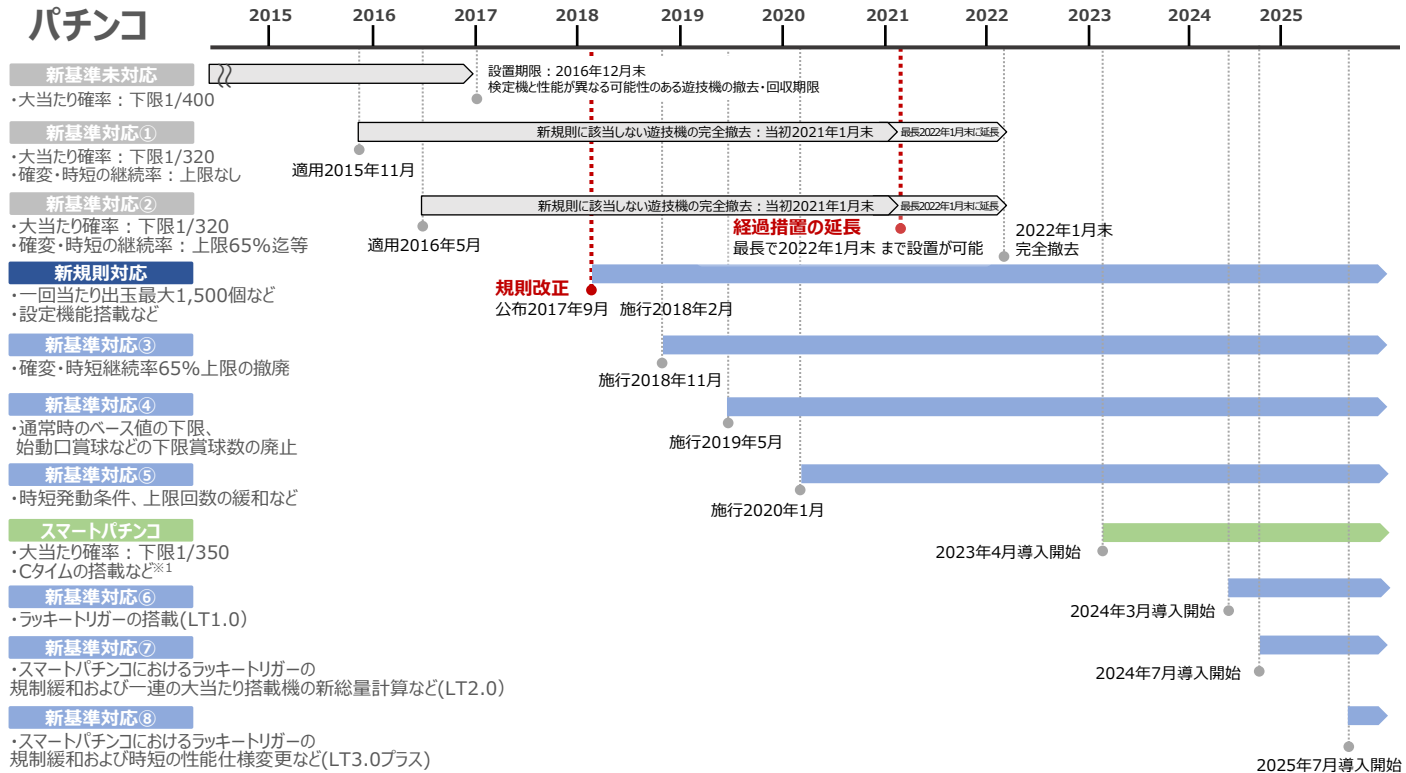 パチンコ
2015 2016 2017 2018 2019 2020 2021 2022 2023 2024 2025
新基準未対応
・大当たり確率：下限1/400
設置期限：2016年12月末
検定機と性能が異なる可能性のある遊技機の撤去・回収期限
新基準対応①
・大当たり確率：下限1/320
・確変・時短の継続率：上限なし
新規則に該当しない遊技機の完全撤去：当初2021年1月末
最長2022年1月末に延長
適用2015年11月
新基準対応②
・大当たり確率：下限1/320
・確変・時短の継続率：上限65%迄等
新規則に該当しない遊技機の完全撤去：当初2021年1月末
最長2022年1月末に延長
適用2016年5月
経過措置の延長
最長で2022年1月末 まで設置が可能
2022年1月末
完全撤去
新規則対応
・一回当たり出玉最大1,500個など
・設定機能搭載など
規則改正
公布2017年9月 施行2018年2月
新基準対応③
・確変・時短継続率65%上限の撤廃
施行2018年11月
新基準対応④
・通常時のベース値の下限、
始動口賞球などの下限賞球数の廃止
施行2019年5月
新基準対応⑤
・時短発動条件、上限回数の緩和など
施行2020年1月
スマートパチンコ
・大当たり確率：下限1/350
・Cタイムの搭載など※1
2023年4月導入開始
新基準対応⑥
・ラッキートリガーの搭載(LT1.0)
2024年3月導入開始
新基準対応⑦
・スマートパチンコにおけるラッキートリガーの
規制緩和および一連の大当たり搭載機の新総量計算など(LT2.0)
2024年7月導入開始
新基準対応⑧
・スマートパチンコにおけるラッキートリガーの
規制緩和および時短の性能仕様変更など(LT3.0プラス)
2025年7月導入開始